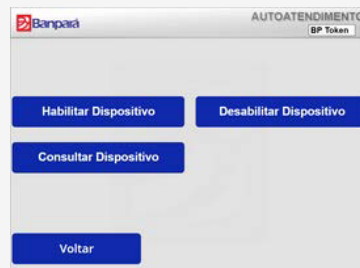 Banpará
AUTOATENDIMENTO
BP Token
Habilitar Dispositivo
Desabilitar Dispositivo
Consultar Dispositivo
Voltar